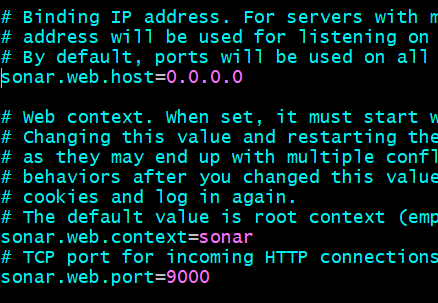 # Binding IP address. For servers with m
# address will be used for listening on
# By default, ports will be used on all
sonar.web.host=0.0.0.0
# Web context. When set, it must start w
# Changing this value and restarting the
# as they may end up with multiple confl
# behaviors after you changed this value
# cookies and log in again.
# The default value is root context (emp
sonar.web.context=sonar
# TCP port for incoming HTTP connections
sonar.web.port=9000